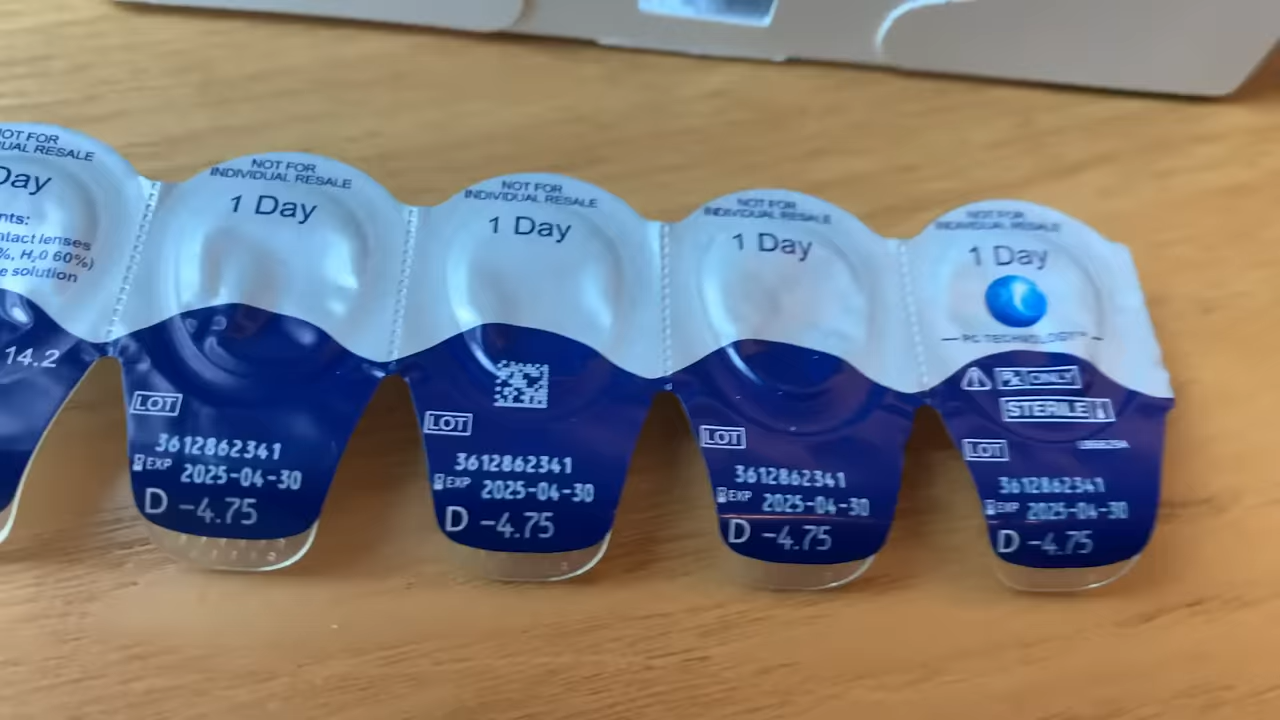 NOT FOR
UAL RESALE
Day
nts:
ntact lenses
%, H₂0 60%)
e solution
14.2
NOT FOR
INDIVIDUAL RESALE
1 Day
LOT
3612862341
EXP 2025-04-30
D -4.75
NOT FOR
INDIVIDUAL RESALE
1 Day
LOT
3612862341
EXP 2025-04-30
D -4.75
NOT FOR
INDIVIDUAL RESALE
1 Day
LOT
3612862341
EXP 2025-04-30
D -4.75
NOT FOR
INDIVIDUAL RESALE
1 Day
PC TECHNOLOGY™
Rx ONLY
STERILE
LOT
3612862341
EXP 2025-04-30
D -4.75